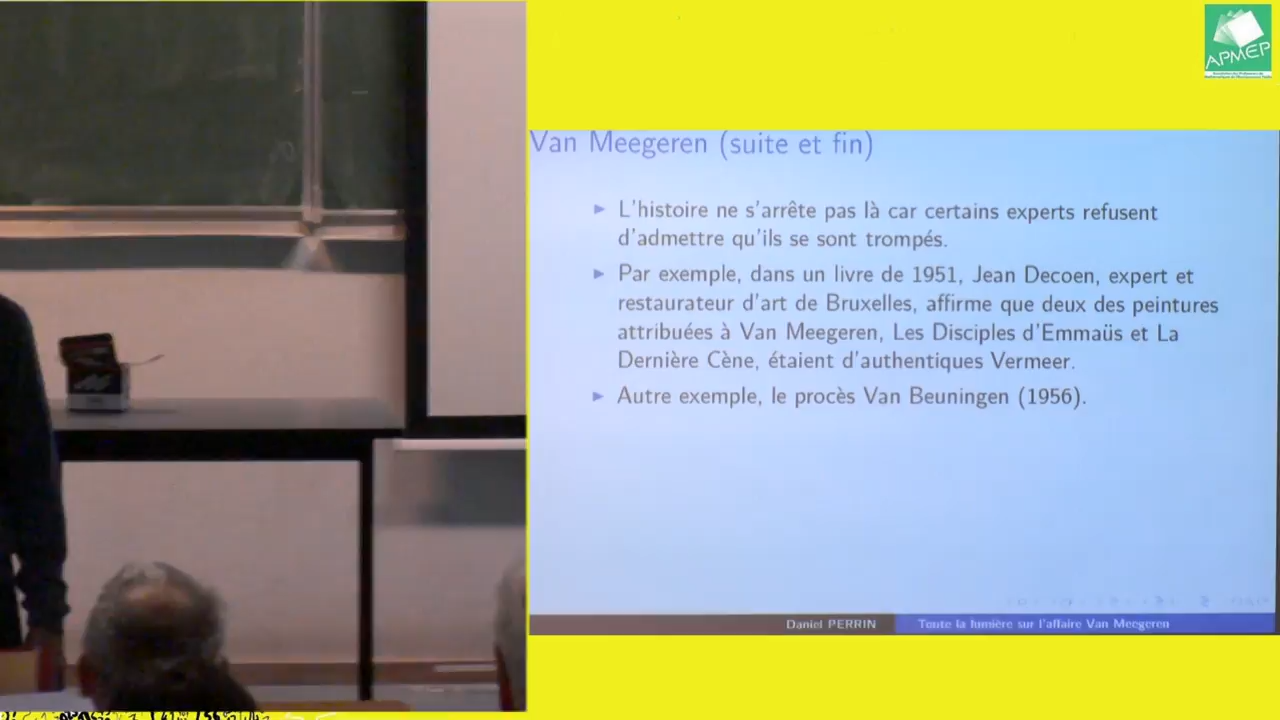 APMEP
Van Meegeren (suite et fin)
L'histoire ne s'arrête pas là car certains experts refusent
d'admettre qu'ils se sont trompés.
Par exemple, dans un livre de 1951, Jean Decoen, expert et
restaurateur d'art de Bruxelles, affirme que deux des peintures
attribuées à Van Meegeren, Les Disciples d'Emmaüs et La
Dernière Cène, étaient d'authentiques Vermeer.
Autre exemple, le procès Van Beuningen (1956).
Daniel PERRIN
Toute la lumière sur l'affaire Van Meegeren